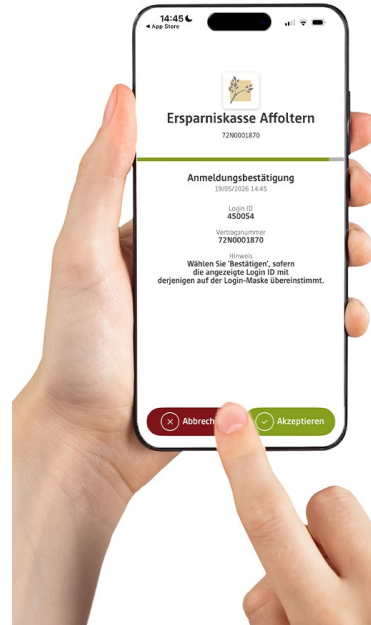 14:45
◀ App Store
Ersparniskasse Affoltern
72N0001870
Anmeldungsbestätigung
19/05/2026 14:45
Login ID
450054
Vertragsnummer
72N0001870
Hinweis
Wählen Sie 'Bestätigen', sofern
die angezeigte Login ID mit
derjenigen auf der Login-Maske übereinstimmt.
Abbrech
Akzeptieren